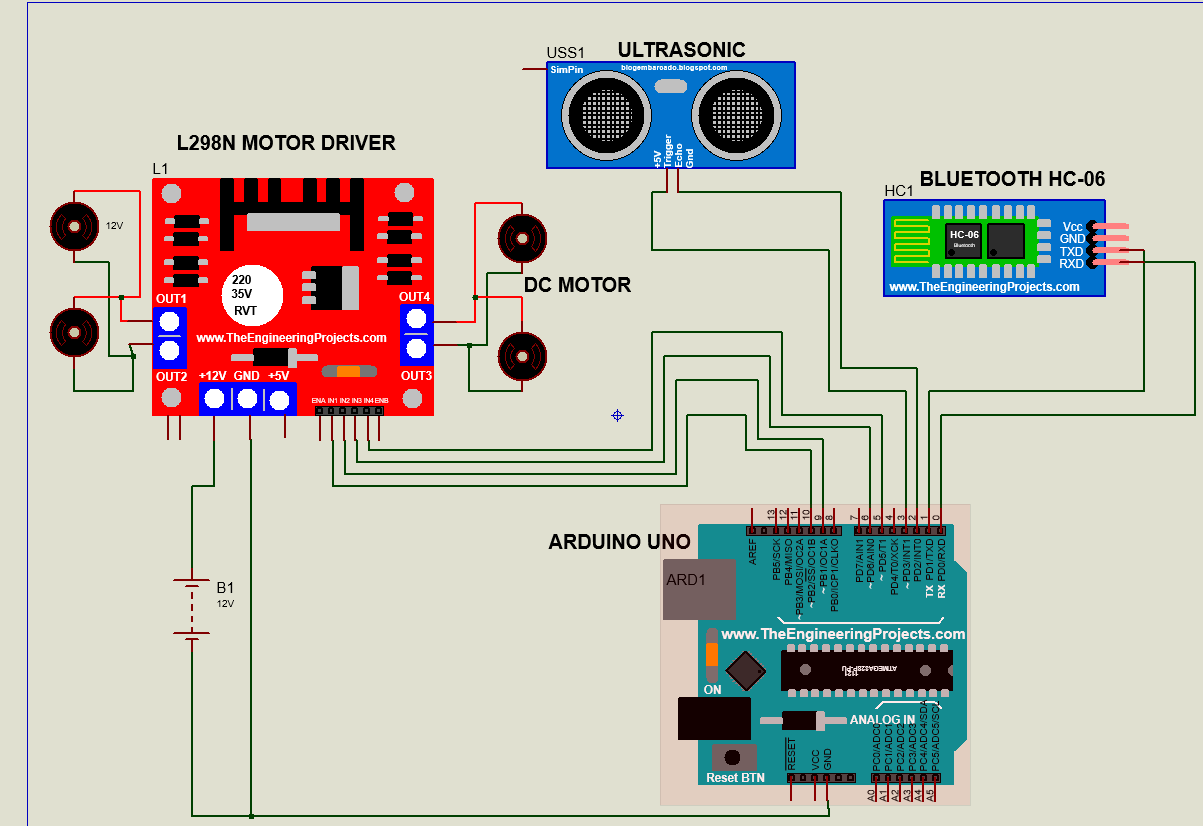 USS1 ULTRASONIC
SimPin
blogembarcado.blogspot.com
+5V
Trigger
Echo
Gnd
L298N MOTOR DRIVER
L1
12V
220
35V
RVT
OUT1
OUT4
www.TheEngineeringProjects.com
OUT2
OUT3
+12V GND +5V
ENA IN1 IN2 IN3 IN4 ENB
DC MOTOR
HC1 BLUETOOTH HC-06
HC-06
Bluetooth
Vcc
GND
TXD
RXD
www.TheEngineeringProjects.com
B1
12V
ARDUINO UNO
ARD1
13
12
11
10
9
8
7
6
5
4
3
2
1
0
AREF
PB5/SCK
PB4/MISO
~PB3/MOSI/OC2A
~PB2/SS/OC1B
~PB1/OC1A
PB0/ICP1/CLKO
PD7/AIN1
~PD6/AIN0
~PD5/T1
PD4/T0/XCK
~PD3/INT1
PD2/INT0
TX PD1/TXD
RX PD0/RXD
www.TheEngineeringProjects.com
ATMEGA328P-PU
1121
ON
ANALOG IN
Reset BTN
RESET
VCC
GND
PC0/ADC0
PC1/ADC1
PC2/ADC2
PC3/ADC3
PC4/ADC4/SDA
PC5/ADC5/SCL
A0
A1
A2
A3
A4
A5